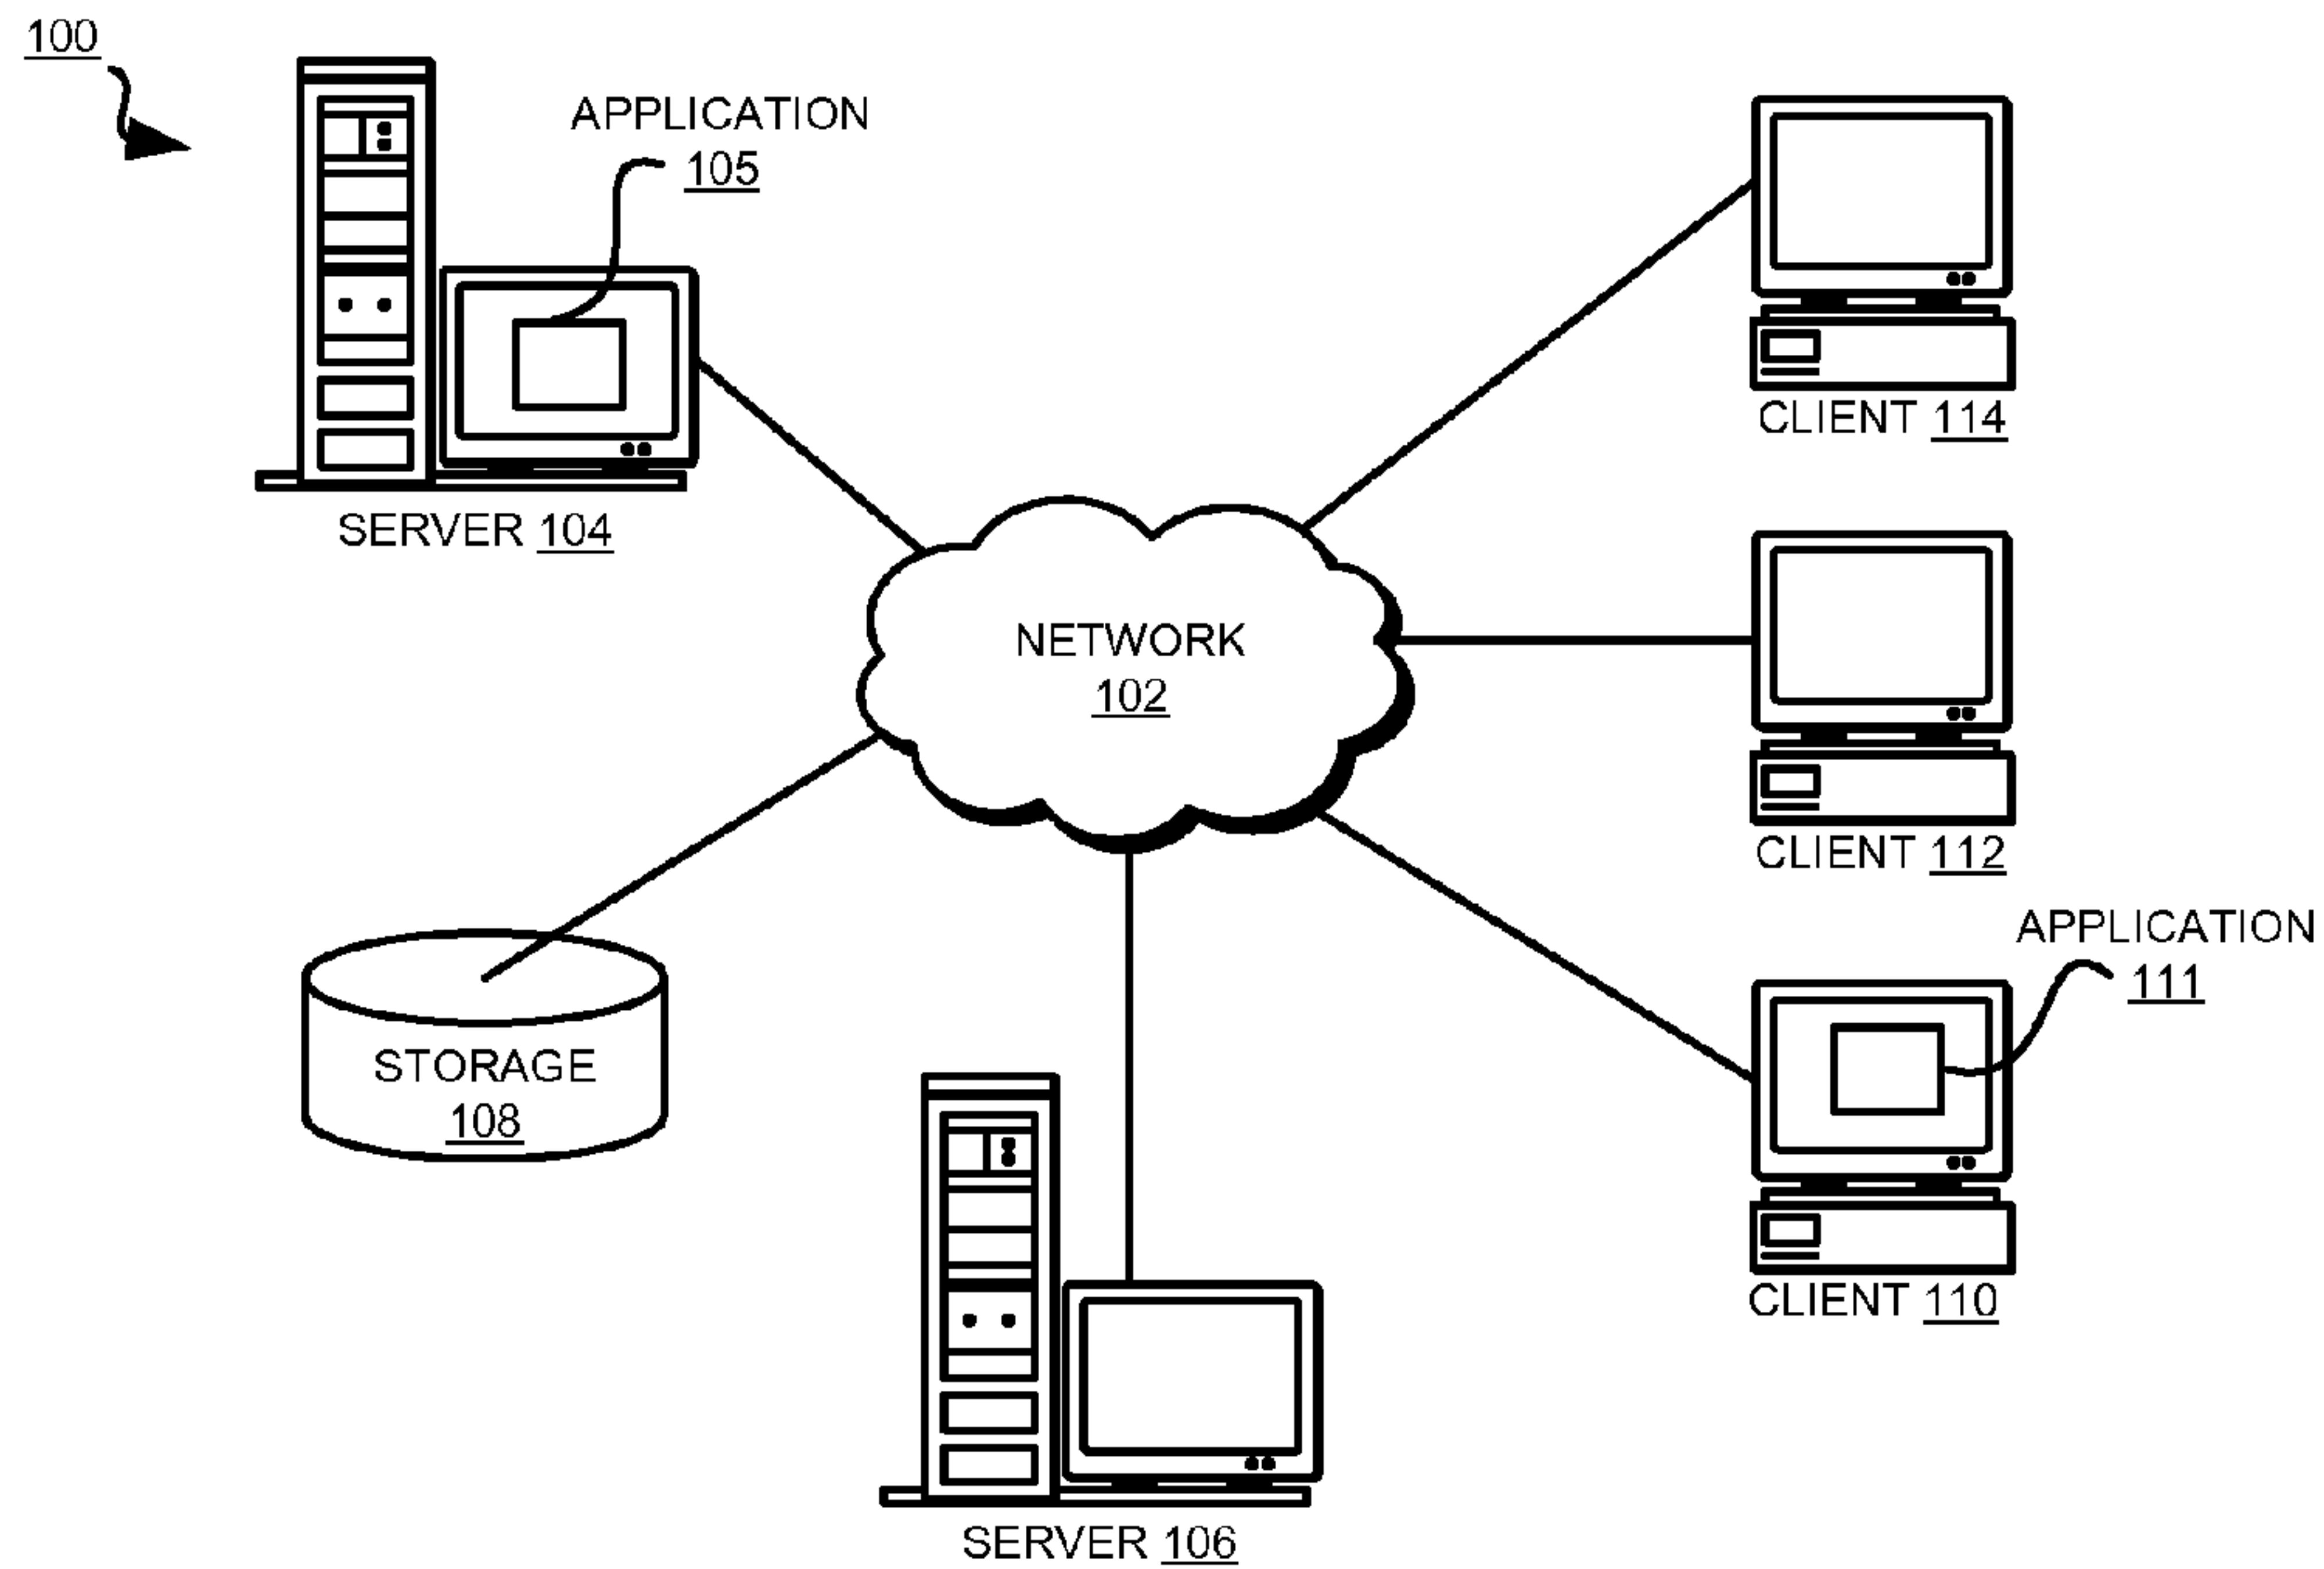 100
APPLICATION
105
SERVER 104
CLIENT 114
NETWORK
102
CLIENT 112
APPLICATION
111
STORAGE
108
CLIENT 110
SERVER 106